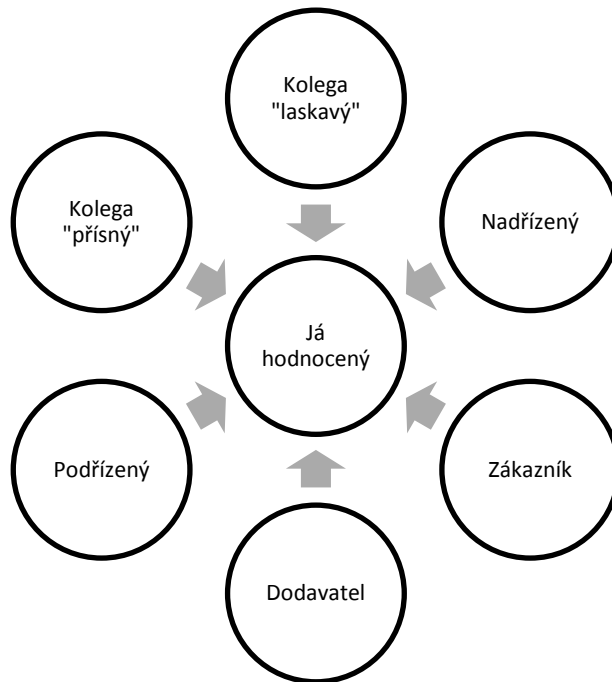 Kolega
"laskavý"
Kolega
"přísný"
Nadřízený
Já
hodnocený
Podřízený
Zákazník
Dodavatel